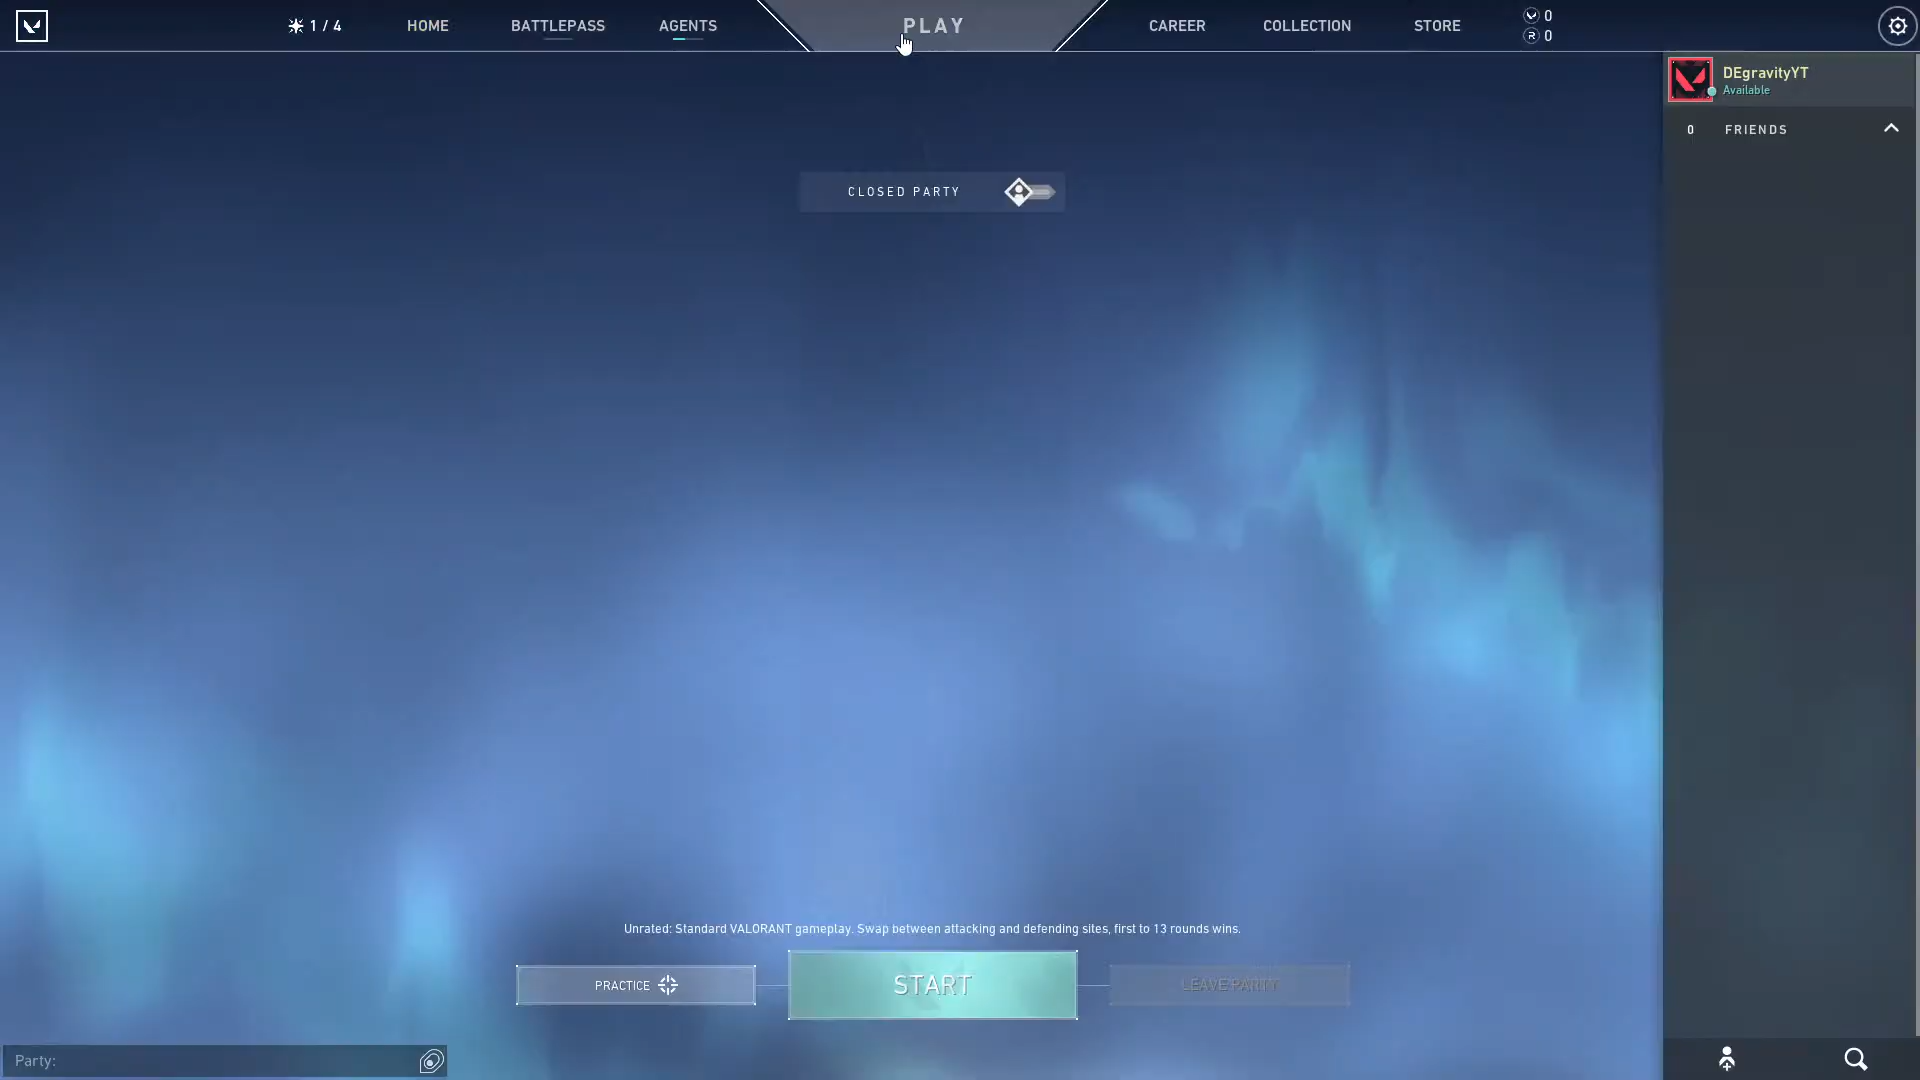 1 / 4
HOME
BATTLEPASS
AGENTS
PLAY
CAREER
COLLECTION
STORE
0
R 0
DEgravityYT
Available
0 FRIENDS
CLOSED PARTY
Unrated: Standard VALORANT gameplay. Swap between attacking and defending sites, first to 13 rounds wins.
PRACTICE
START
LEAVE PARTY
Party: